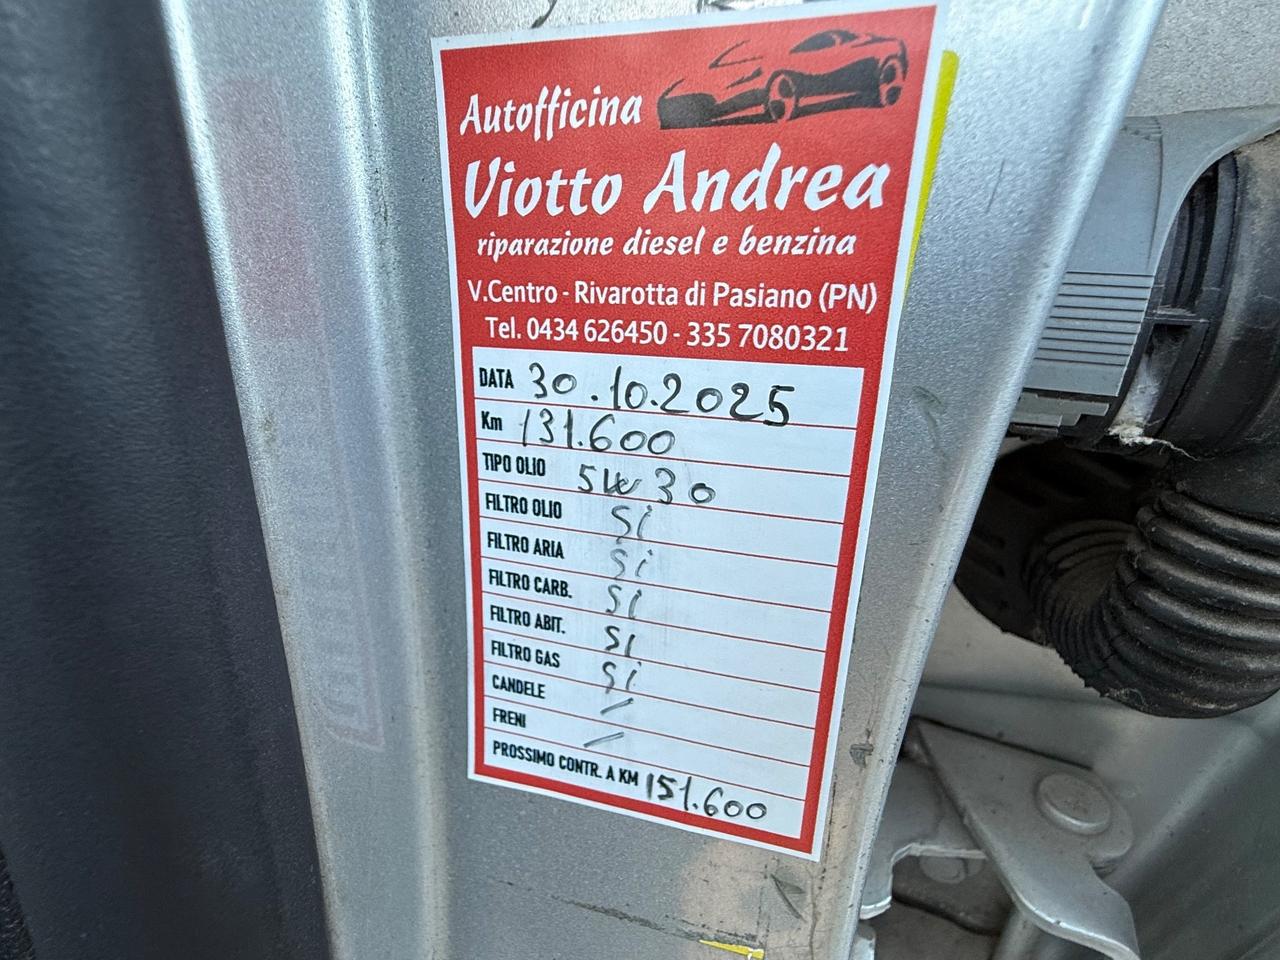 Autofficina
Viotto Andrea
riparazione diesel e benzina
V.Centro - Rivarotta di Pasiano (PN)
Tel. 0434 626450 - 335 7080321
DATA 30.10.2025
Km 131.600
TIPO OLIO 5W30
FILTRO OLIO Si
FILTRO ARIA Si
FILTRO CARB. Si
FILTRO ABIT. Si
FILTRO GAS Si
CANDELE /
FRENI /
PROSSIMO CONTR. A KM 151.600